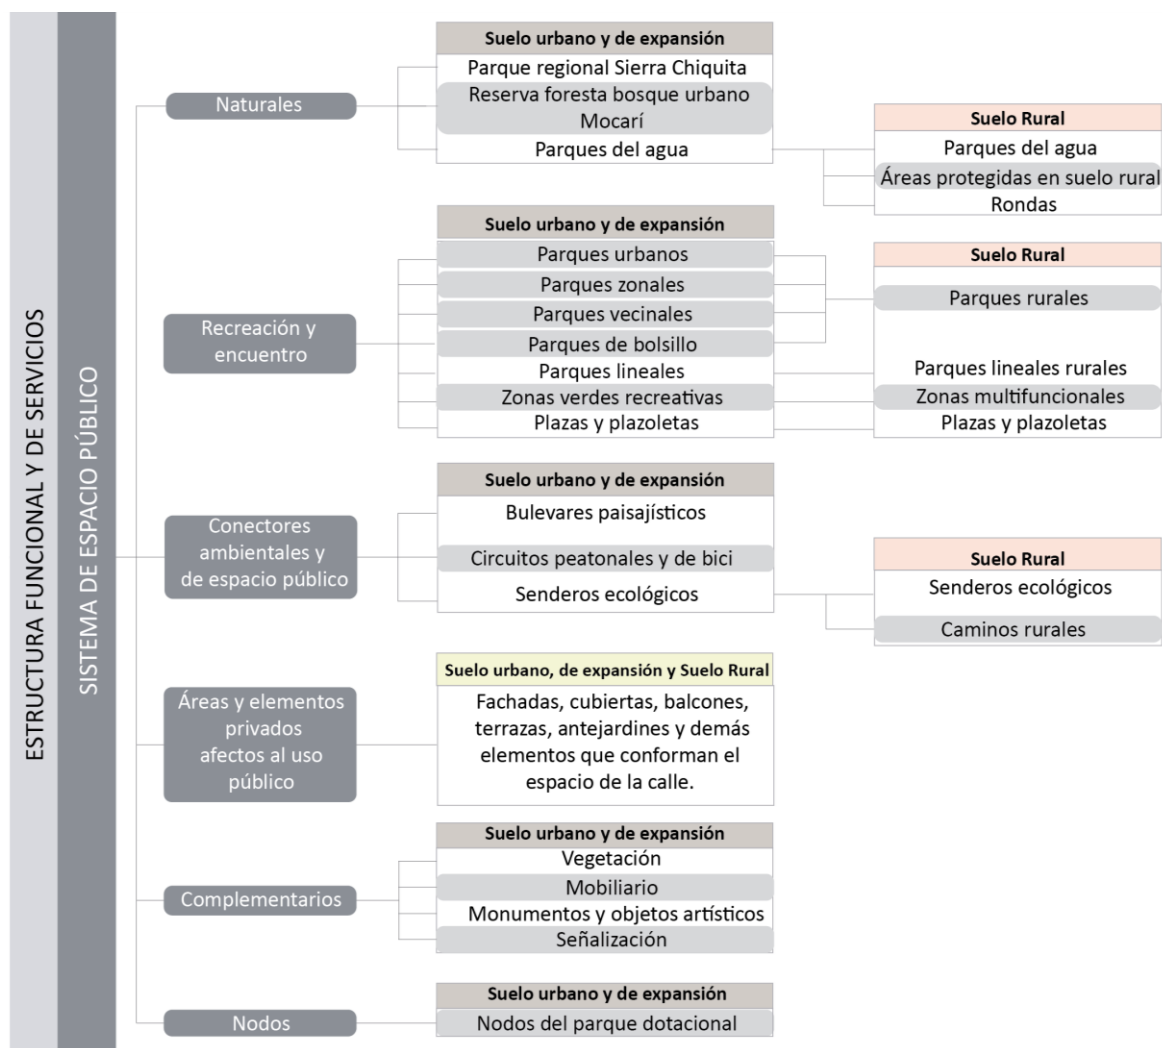 ESTRUCTURA FUNCIONAL Y DE SERVICIOS
SISTEMA DE ESPACIO PÚBLICO
Naturales
Suelo urbano y de expansión
Parque regional Sierra Chiquita
Reserva foresta bosque urbano
Mocarí
Parques del agua
Suelo Rural
Parques del agua
Áreas protegidas en suelo rural
Rondas
Recreación y
encuentro
Suelo urbano y de expansión
Parques urbanos
Parques zonales
Parques vecinales
Parques de bolsillo
Parques lineales
Zonas verdes recreativas
Plazas y plazoletas
Suelo Rural
Parques rurales
Parques lineales rurales
Zonas multifuncionales
Plazas y plazoletas
Conectores
ambientales y
de espacio público
Suelo urbano y de expansión
Bulevares paisajísticos
Circuitos peatonales y de bici
Senderos ecológicos
Suelo Rural
Senderos ecológicos
Caminos rurales
Áreas y elementos
privados
afectos al uso
público
Suelo urbano, de expansión y Suelo Rural
Fachadas, cubiertas, balcones,
terrazas, antejardines y demás
elementos que conforman el
espacio de la calle.
Complementarios
Suelo urbano y de expansión
Vegetación
Mobiliario
Monumentos y objetos artísticos
Señalización
Nodos
Suelo urbano y de expansión
Nodos del parque dotacional